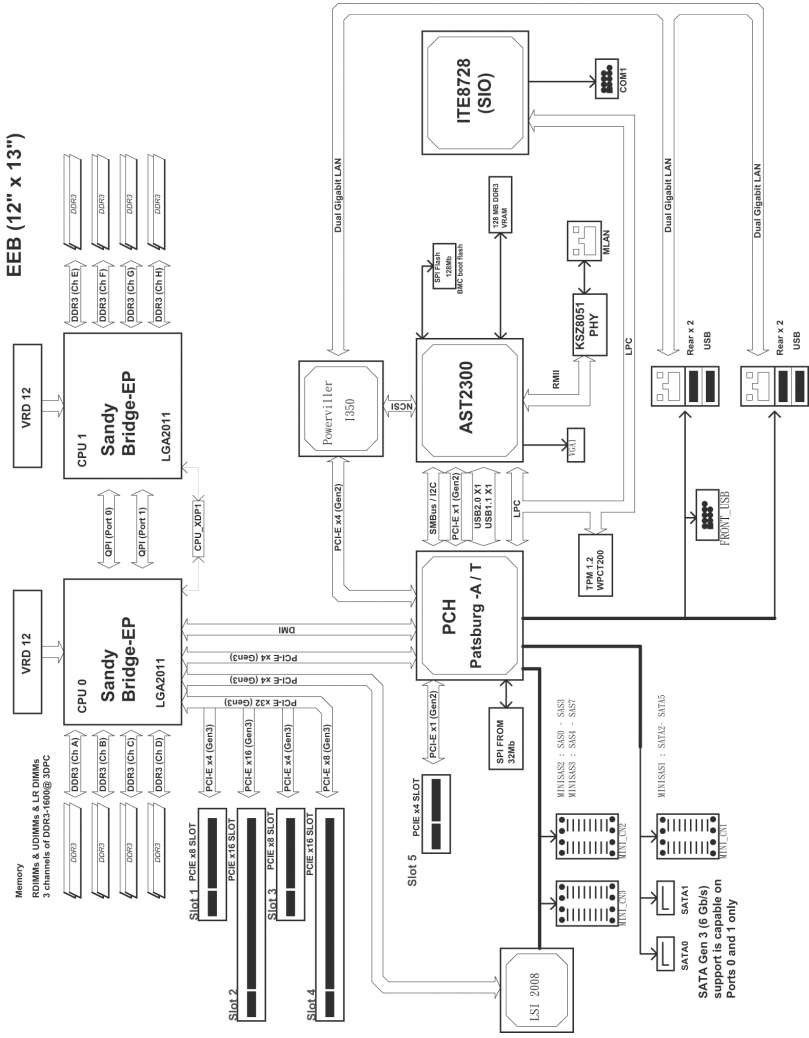 EEB (12" x 13")
Memory
RDIMMs & UDIMMs & LR DIMMs
3 channels of DDR3-1600@ 3DPC
DDR3
DDR3
DDR3
DDR3
DDR3 (Ch A)
DDR3 (Ch B)
DDR3 (Ch C)
DDR3 (Ch D)
VRD 12
CPU 0
Sandy
Bridge-EP
LGA2011
QPI (Port 0)
QPI (Port 1)
CPU_XDP1
VRD 12
CPU 1
Sandy
Bridge-EP
LGA2011
DDR3 (Ch E)
DDR3 (Ch F)
DDR3 (Ch G)
DDR3 (Ch H)
DDR3
DDR3
DDR3
DDR3
PCI-E x32 (Gen3)
PCI-E x4 (Gen3)
PCI-E x4 (Gen3)
DMI
PCI-E x4 (Gen3)
PCI-E x16 (Gen3)
PCI-E x4 (Gen3)
PCI-E x8 (Gen3)
Slot 1
PCIE x8 SLOT
Slot 2
PCIE x16 SLOT
Slot 3
PCIE x8 SLOT
Slot 4
PCIE x16 SLOT
PCI-E x4 (Gen2)
Powerviller
I350
NCSI
Dual Gigabit LAN
Slot 5
PCIE x4 SLOT
PCI-E x1 (Gen2)
PCH
Patsburg -A / T
SMBus / I2C
PCI-E x1 (Gen2)
USB2.0 X1
USB1.1 X1
LPC
AST2300
SPI Flash
128Mb
BMC boot flash
128 MB DDR3
VRAM
ITE8728
(SIO)
COM1
VGA1
RMII
KSZ8051
PHY
MLAN
SPI FROM
32Mb
TPM 1.2
WPCT200
LPC
LSI 2008
MINI_CN3
MINI_CN2
MINISAS2 : SAS0 - SAS3
MINISAS3 : SAS4 - SAS7
SATA0
SATA1
MINI_CN1
MINISAS1 : SATA2- SATA5
SATA Gen 3 (6 Gb/s)
support is capable on
Ports 0 and 1 only
FRONT_USB
Rear x 2
USB
Dual Gigabit LAN
Rear x 2
USB